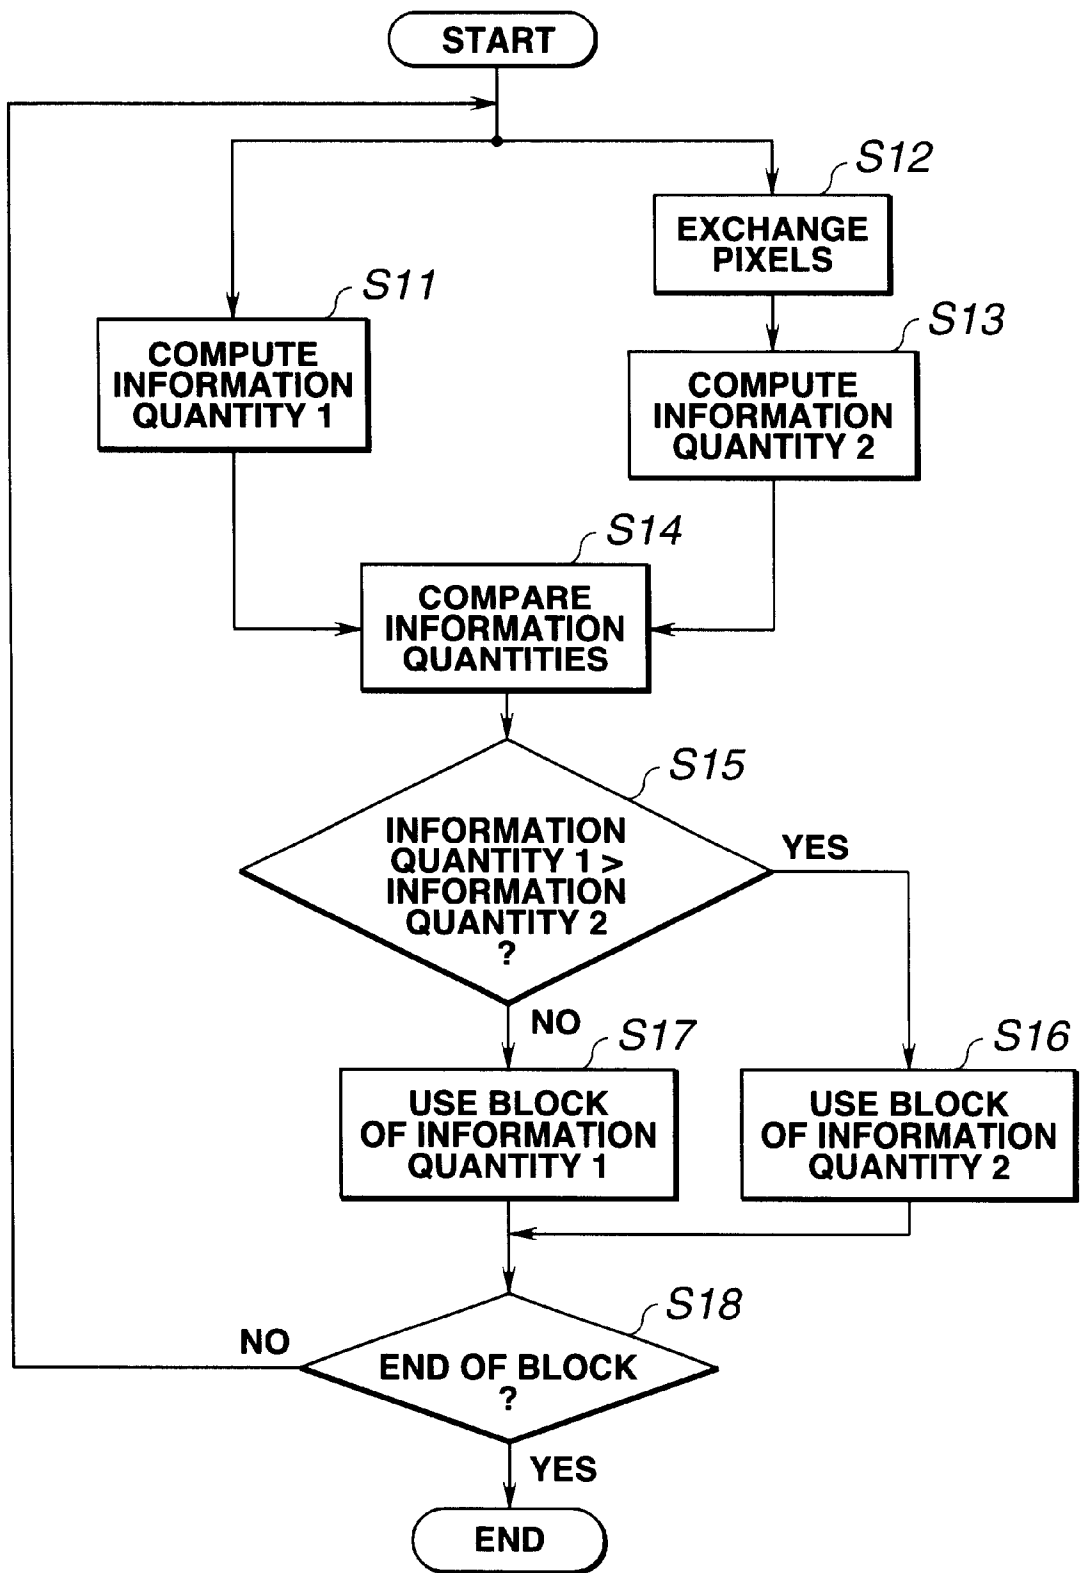 START
S12
EXCHANGE
PIXELS
S11
COMPUTE
INFORMATION
QUANTITY 1
S13
COMPUTE
INFORMATION
QUANTITY 2
S14
COMPARE
INFORMATION
QUANTITIES
S15
INFORMATION
QUANTITY 1 >
INFORMATION
QUANTITY 2
?
YES
NO
S17
USE BLOCK
OF INFORMATION
QUANTITY 1
S16
USE BLOCK
OF INFORMATION
QUANTITY 2
S18
NO
END OF BLOCK
?
YES
END